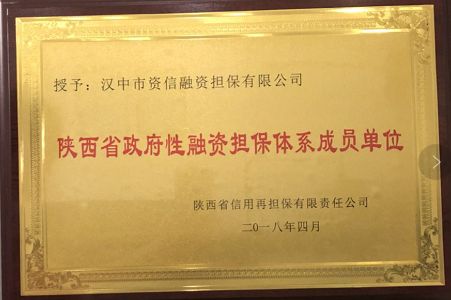 授予：汉中市资信融资担保有限公司
陕西省政府性融资担保体系成员单位
陕西省信用再担保有限责任公司
二〇一八年四月